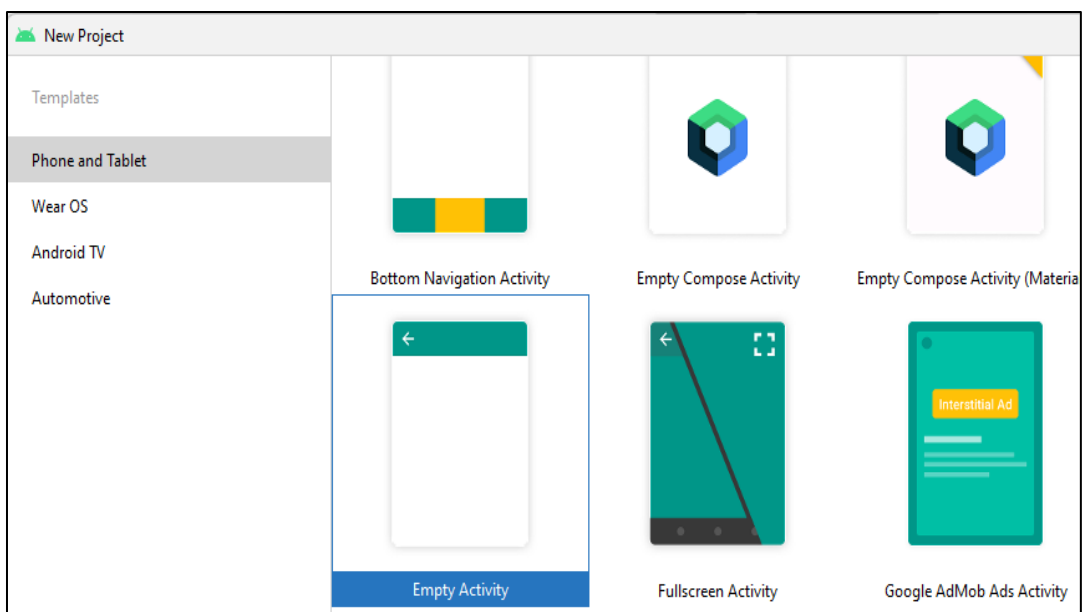 New Project
Templates
Phone and Tablet
Wear OS
Android TV
Automotive
Bottom Navigation Activity
Empty Compose Activity
Empty Compose Activity (Materia
Interstitial Ad
Empty Activity
Fullscreen Activity
Google AdMob Ads Activity